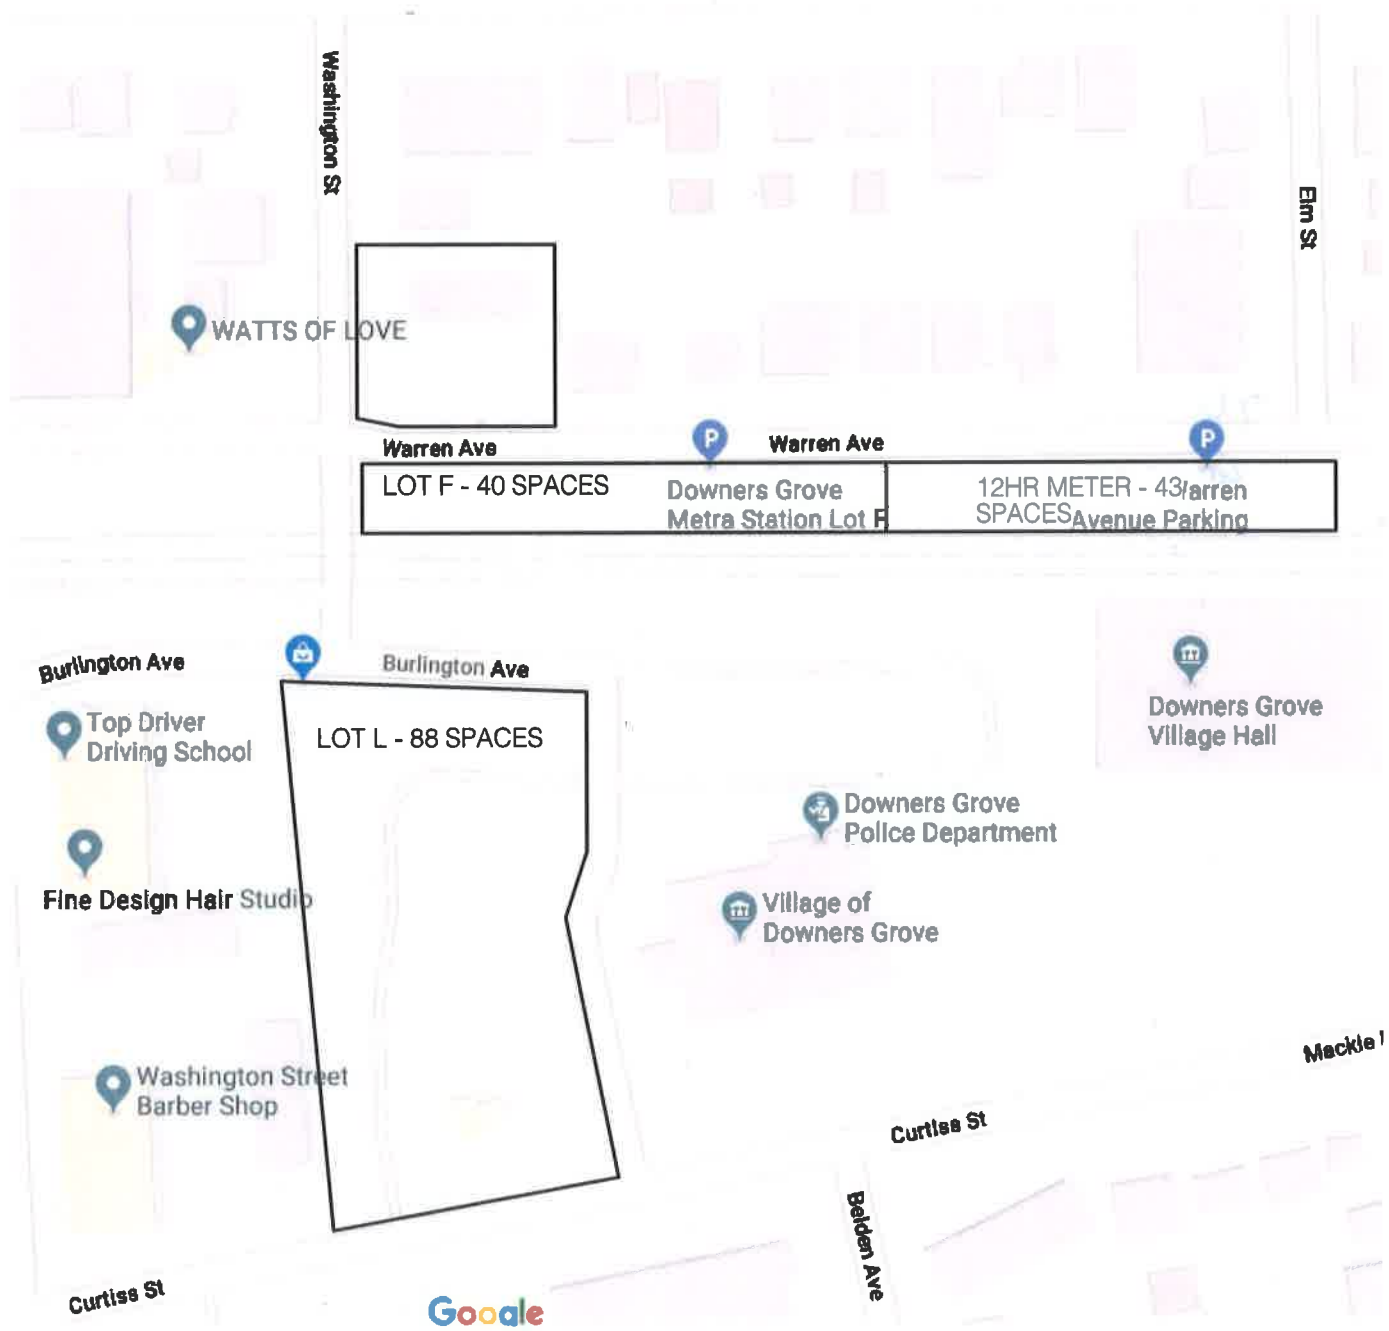 Washington St
Elm St
WATTS OF LOVE
Warren Ave
Warren Ave
LOT F - 40 SPACES
Downers Grove
Metra Station Lot F
12HR METER - 43
SPACES
arren
Avenue Parking
Burlington Ave
Burlington Ave
Top Driver
Driving School
LOT L - 88 SPACES
Downers Grove
Village Hall
Downers Grove
Police Department
Fine Design Hair Studio
Village of
Downers Grove
Washington Street
Barber Shop
Mackie
Curtiss St
Belden Ave
Curtiss St
Google